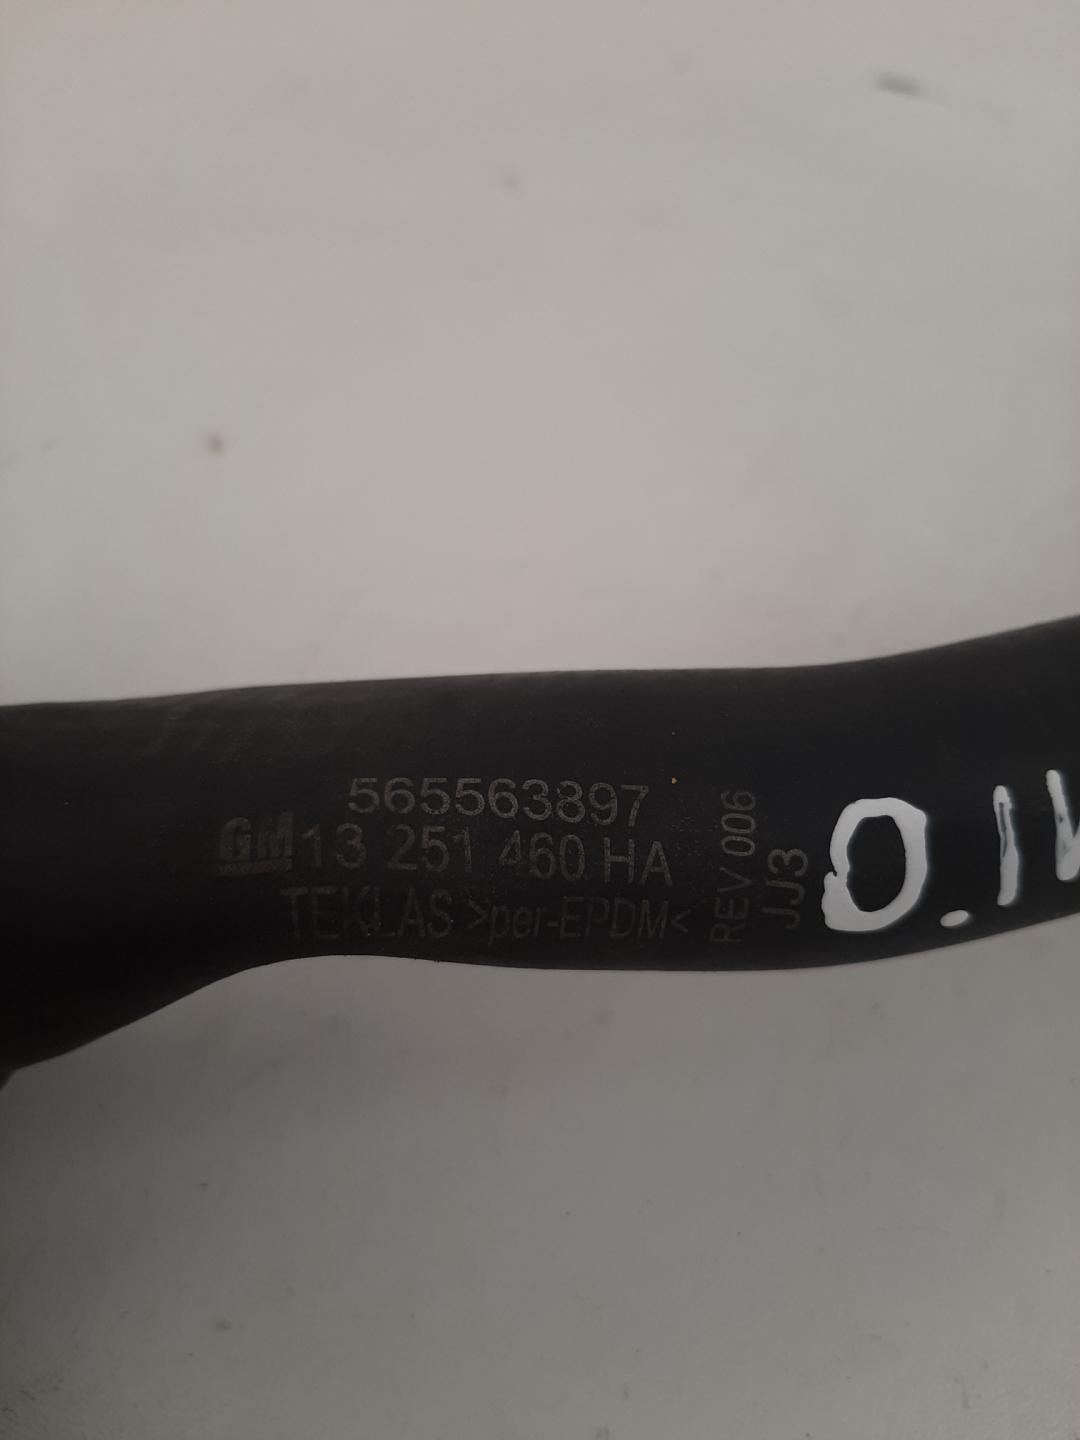 565563897
GM 13 251 460 HA
TEKLAS >per-EPDM<
REV 006
JJ3